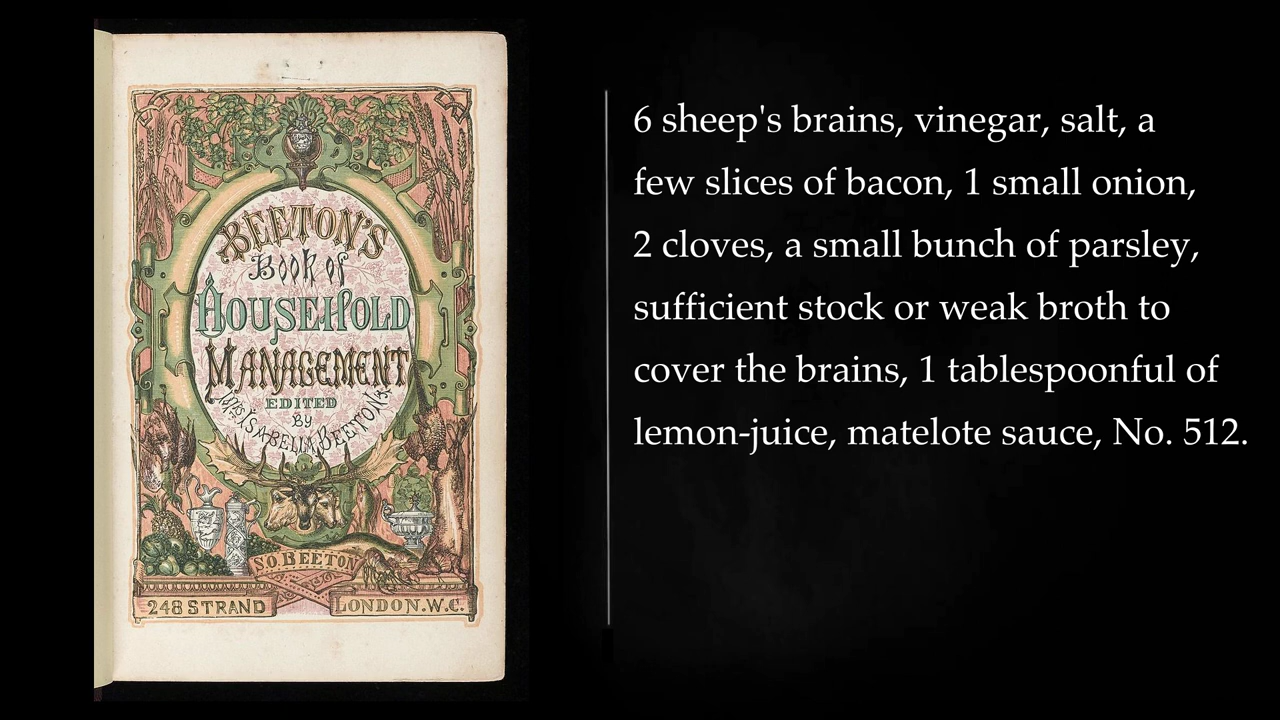 BEETON'S
Book of
HOUSEHOLD
MANAGEMENT
EDITED
By
MRS ISABELLA BEETON
S.O. BEETON
248 STRAND
LONDON. W.C.
6 sheep's brains, vinegar, salt, a
few slices of bacon, 1 small onion,
2 cloves, a small bunch of parsley,
sufficient stock or weak broth to
cover the brains, 1 tablespoonful of
lemon-juice, matelote sauce, No. 512.